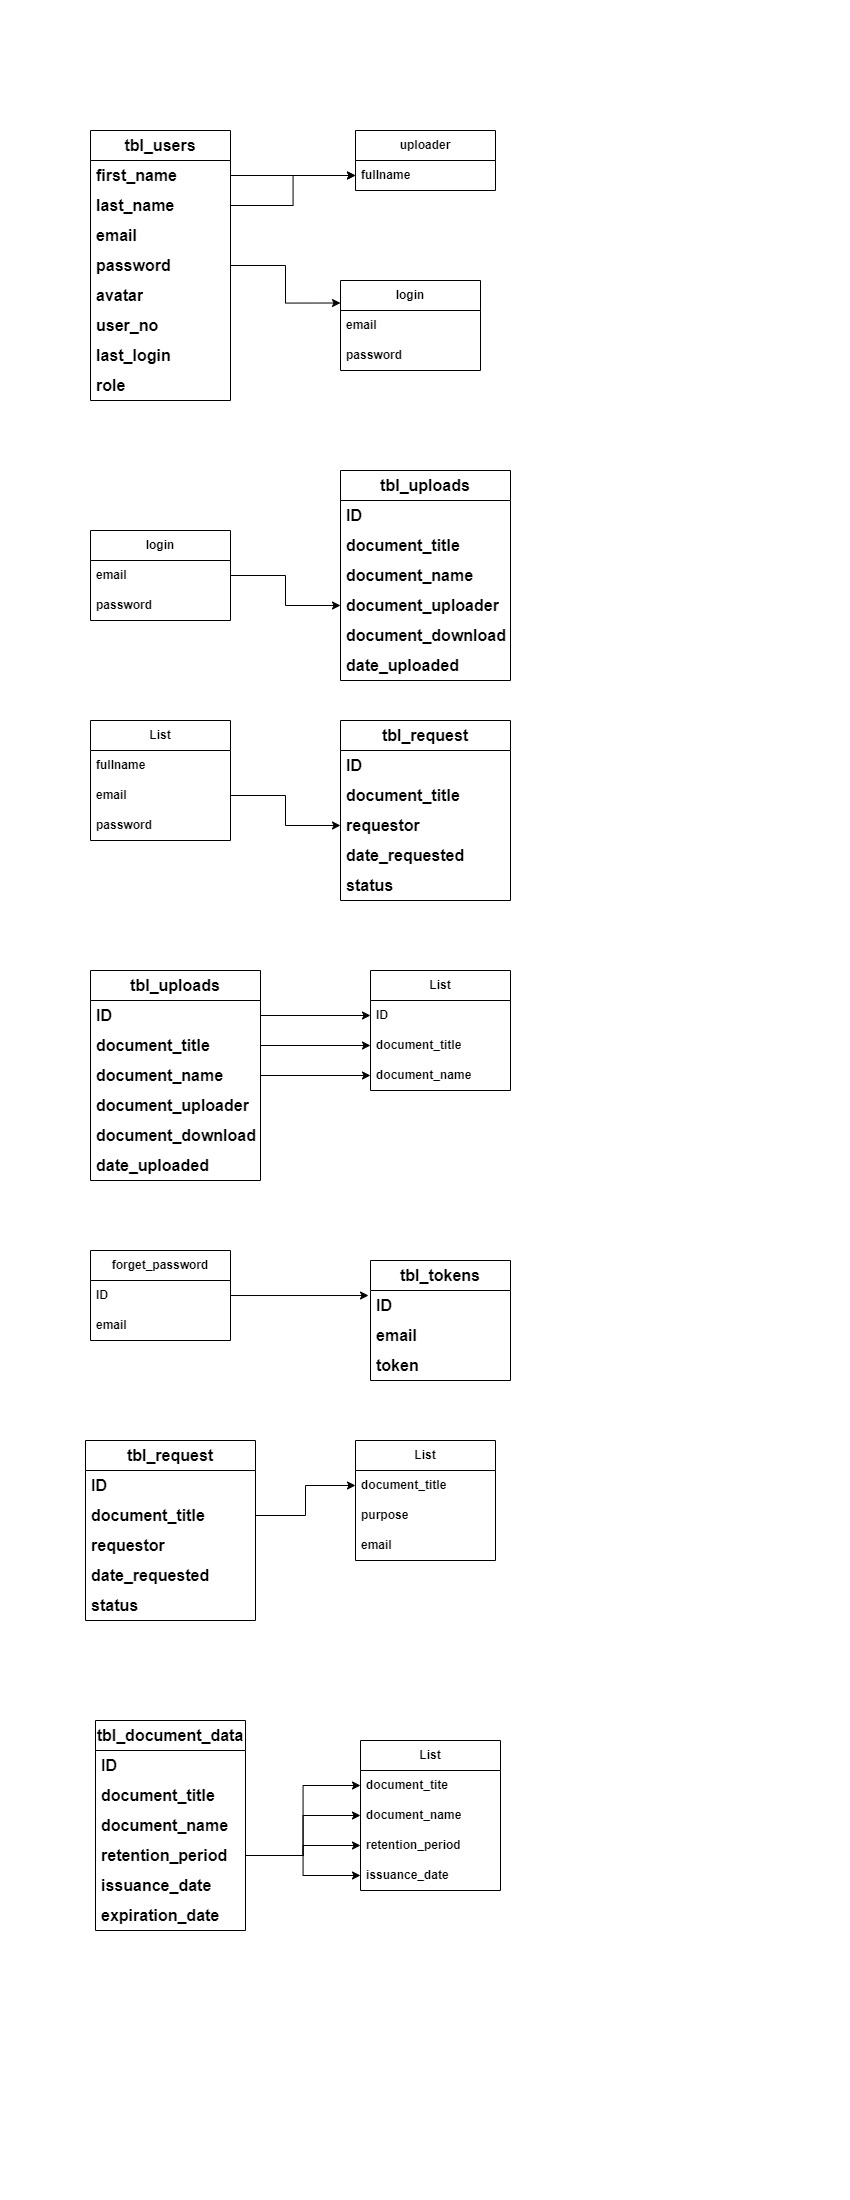 tbl_users
first_name
last_name
email
password
avatar
user_no
last_login
role
uploader
fullname
login
email
password
login
email
password
tbl_uploads
ID
document_title
document_name
document_uploader
document_download
date_uploaded
List
fullname
email
password
tbl_request
ID
document_title
requestor
date_requested
status
tbl_uploads
ID
document_title
document_name
document_uploader
document_download
date_uploaded
List
ID
document_title
document_name
forget_password
ID
email
tbl_tokens
ID
email
token
tbl_request
ID
document_title
requestor
date_requested
status
List
document_title
purpose
email
tbl_document_data
ID
document_title
document_name
retention_period
issuance_date
expiration_date
List
document_tite
document_name
retention_period
issuance_date